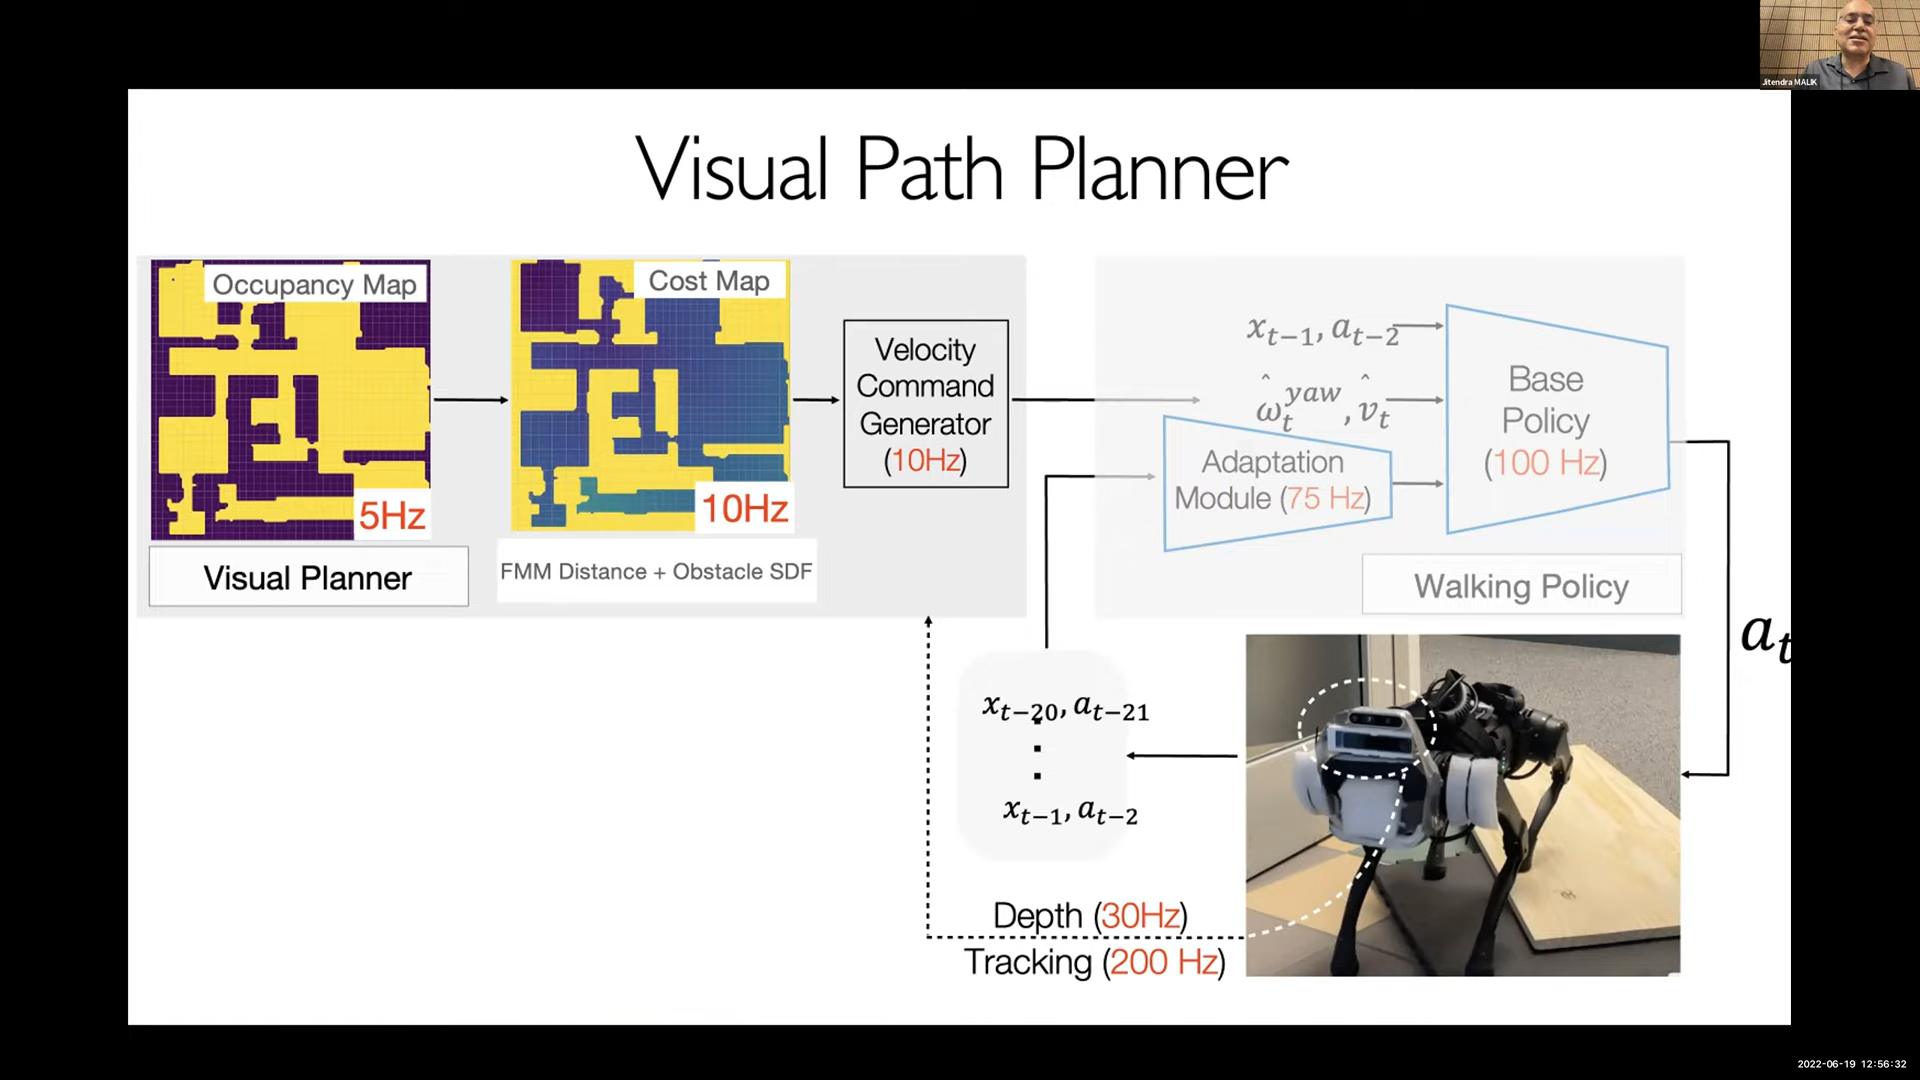 Jitendra MALIK
Visual Path Planner
Occupancy Map
5Hz
Visual Planner
Cost Map
10Hz
FMM Distance + Obstacle SDF
Velocity
Command
Generator
(10Hz)
x_{t−1}, a_{t−2}
ω̂_t^{yaw}, v̂_t
Adaptation
Module (75 Hz)
Base
Policy
(100 Hz)
Walking Policy
a_t
x_{t−20}, a_{t−21}
x_{t−1}, a_{t−2}
Depth (30Hz)
Tracking (200 Hz)
2022-06-19 12:56:32